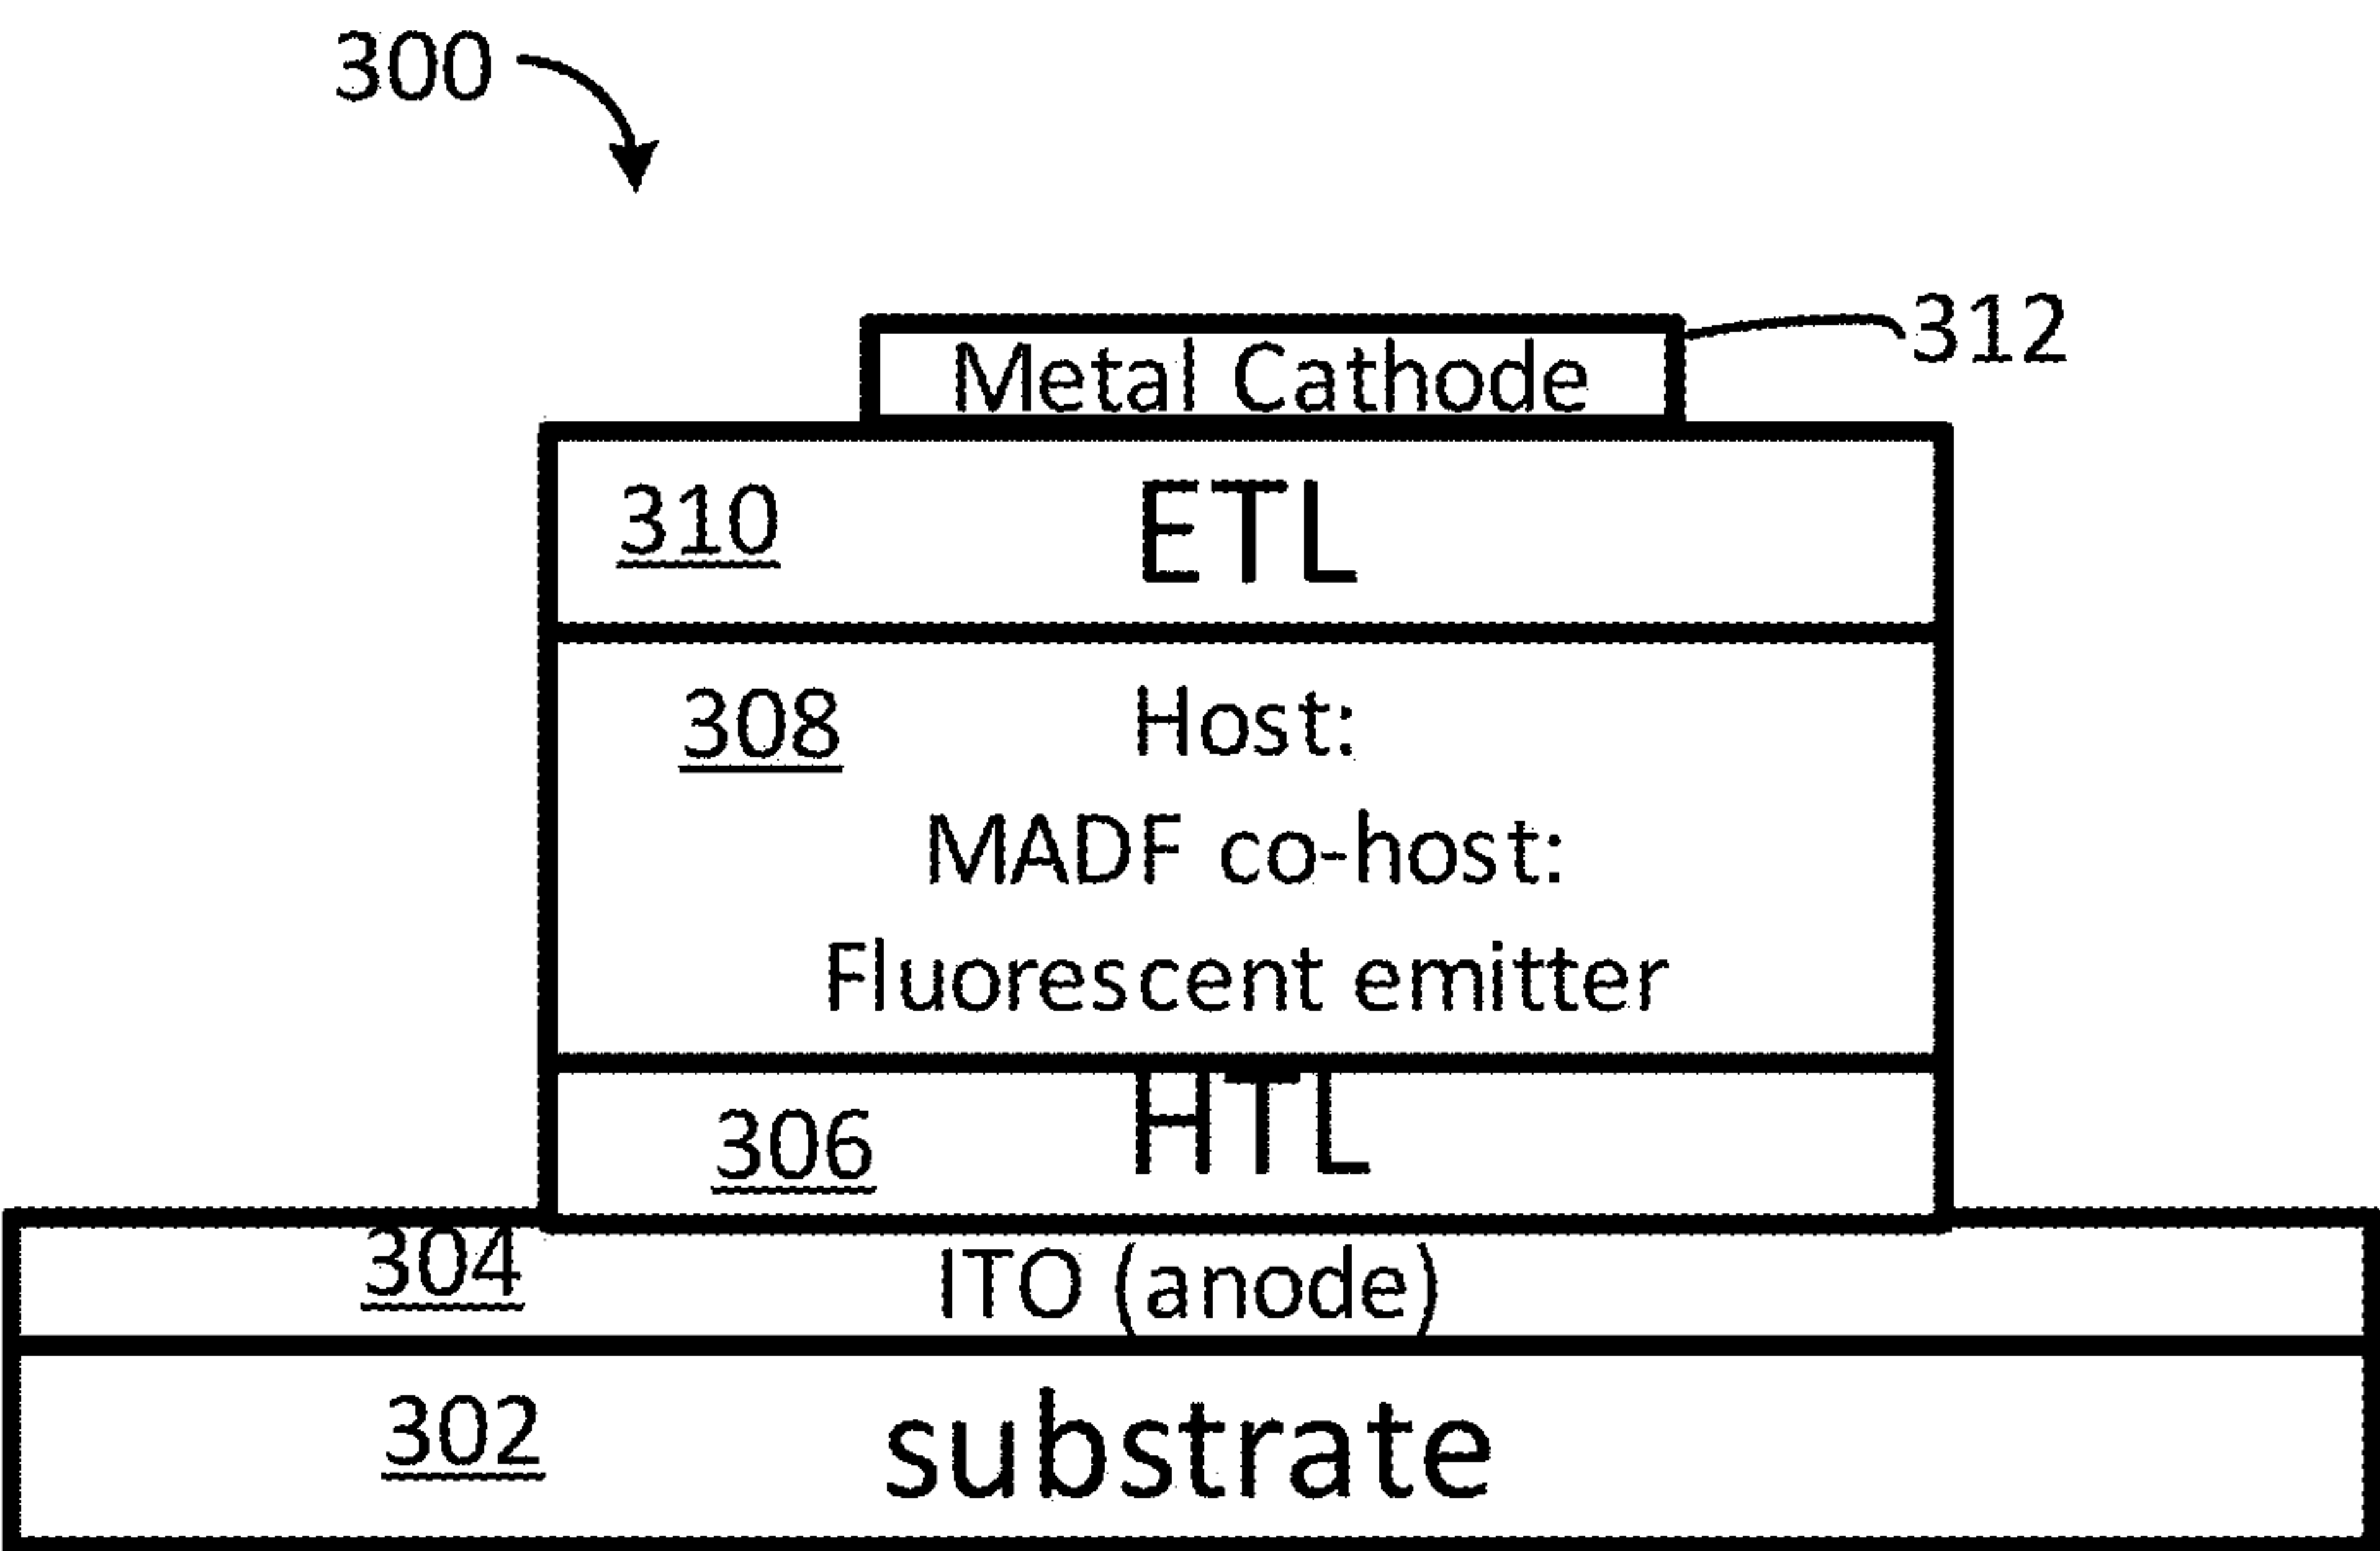 300
Metal Cathode 312
310 ETL
308 Host:
MADF co-host:
Fluorescent emitter
306 HTL
304 ITO (anode)
302 substrate